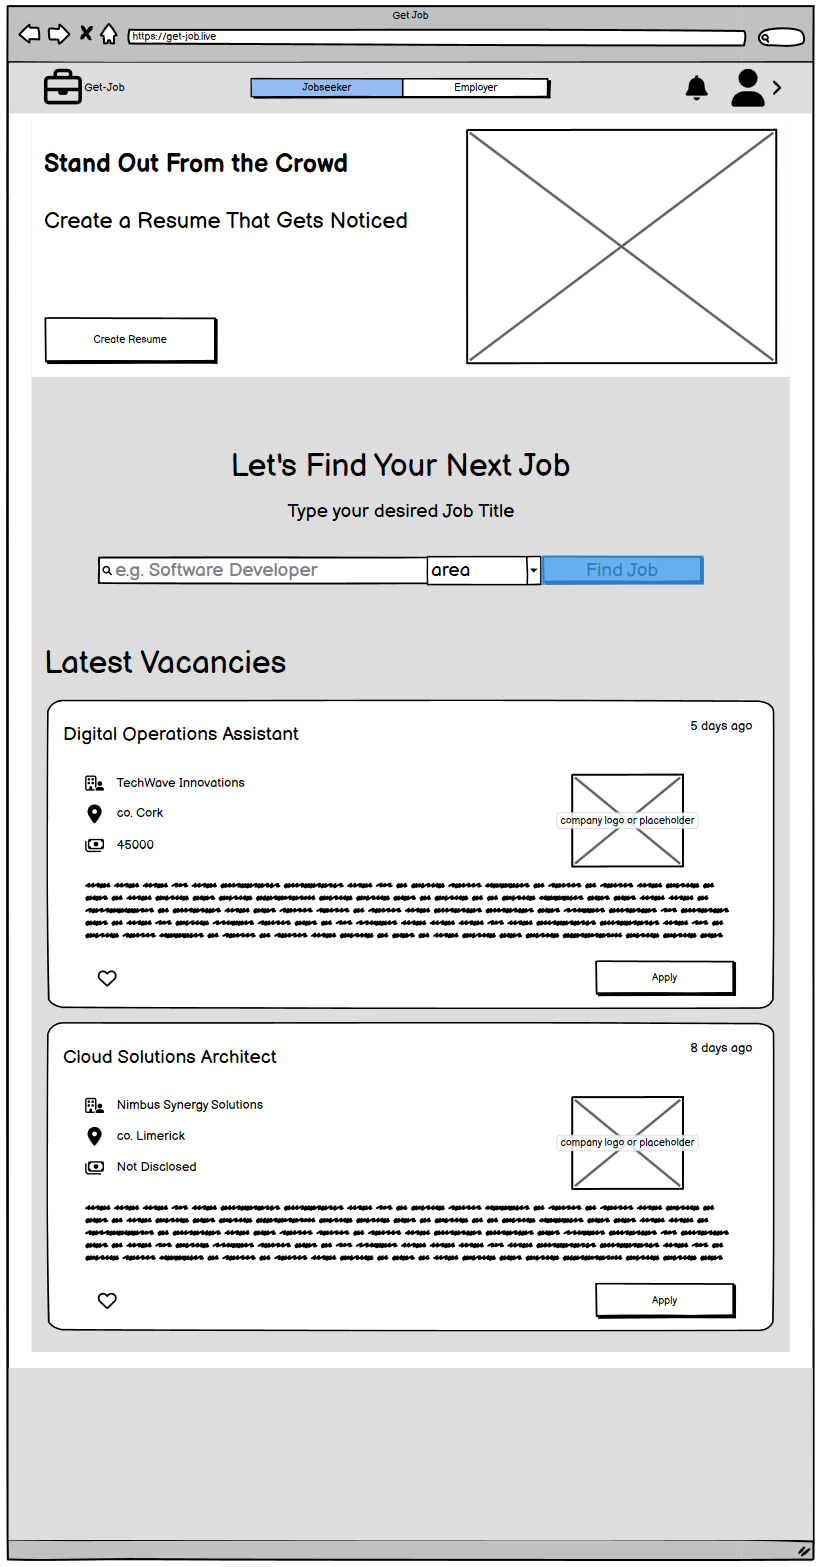 Get Job
https://get-job.live
Get-Job
Jobseeker
Employer
Stand Out From the Crowd
Create a Resume That Gets Noticed
Create Resume
Let's Find Your Next Job
Type your desired Job Title
e.g. Software Developer
area
Find Job
Latest Vacancies
Digital Operations Assistant
5 days ago
TechWave Innovations
co. Cork
company logo or placeholder
45000
Apply
Cloud Solutions Architect
8 days ago
Nimbus Synergy Solutions
co. Limerick
company logo or placeholder
Not Disclosed
Apply